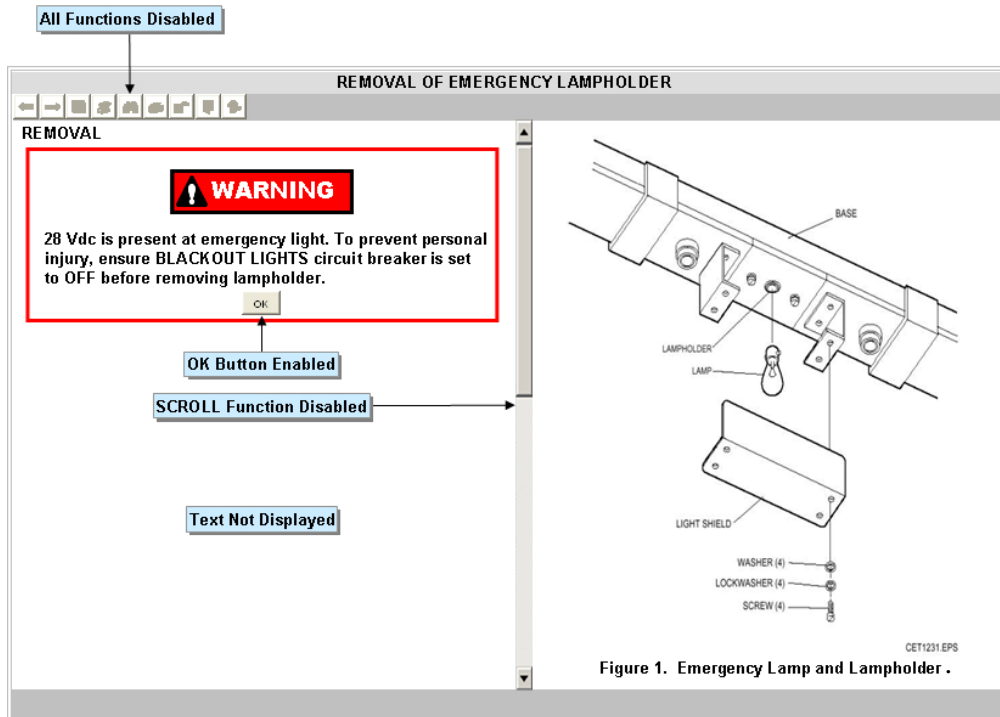 All Functions Disabled
REMOVAL OF EMERGENCY LAMPHOLDER
REMOVAL
WARNING
28 Vdc is present at emergency light. To prevent personal
injury, ensure BLACKOUT LIGHTS circuit breaker is set
to OFF before removing lampholder.
OK
OK Button Enabled
SCROLL Function Disabled
Text Not Displayed
BASE
LAMPHOLDER
LAMP
LIGHT SHIELD
WASHER (4)
LOCKWASHER (4)
SCREW (4)
CET1231.EPS
Figure 1. Emergency Lamp and Lampholder .